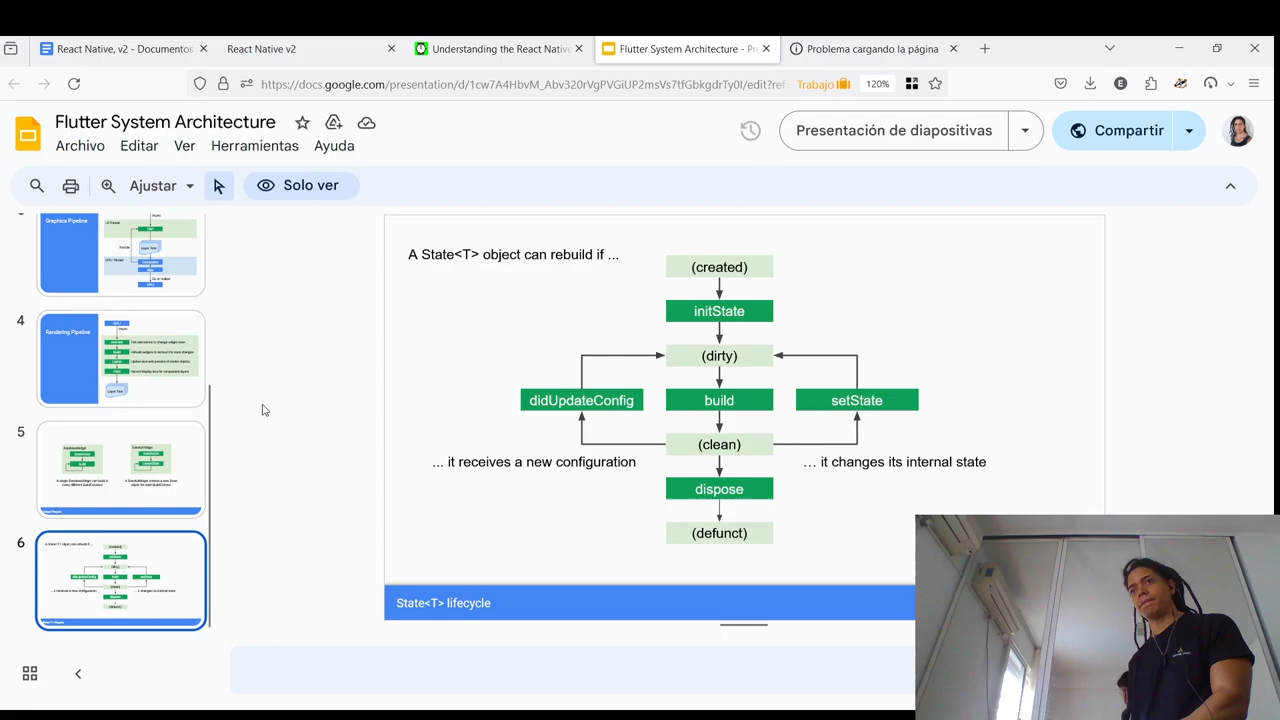 React Native, v2 - Documentos
React Native v2
Understanding the React Native
Flutter System Architecture - Pr
Problema cargando la página
https://docs.google.com/presentation/d/1cw7A4HbvM_Abv320rVgPVGiUP2msVs7tfGbkgdrTy0I/edit?ref
Trabajo
120%
Flutter System Architecture
Archivo Editar Ver Herramientas Ayuda
Presentación de diapositivas
Compartir
Ajustar
Solo ver
Graphics Pipeline
4
Rendering Pipeline
5
6
A State<T> object can rebuild if ...
(created)
initState
(dirty)
didUpdateConfig
build
setState
(clean)
... it receives a new configuration
... it changes its internal state
dispose
(defunct)
State<T> lifecycle